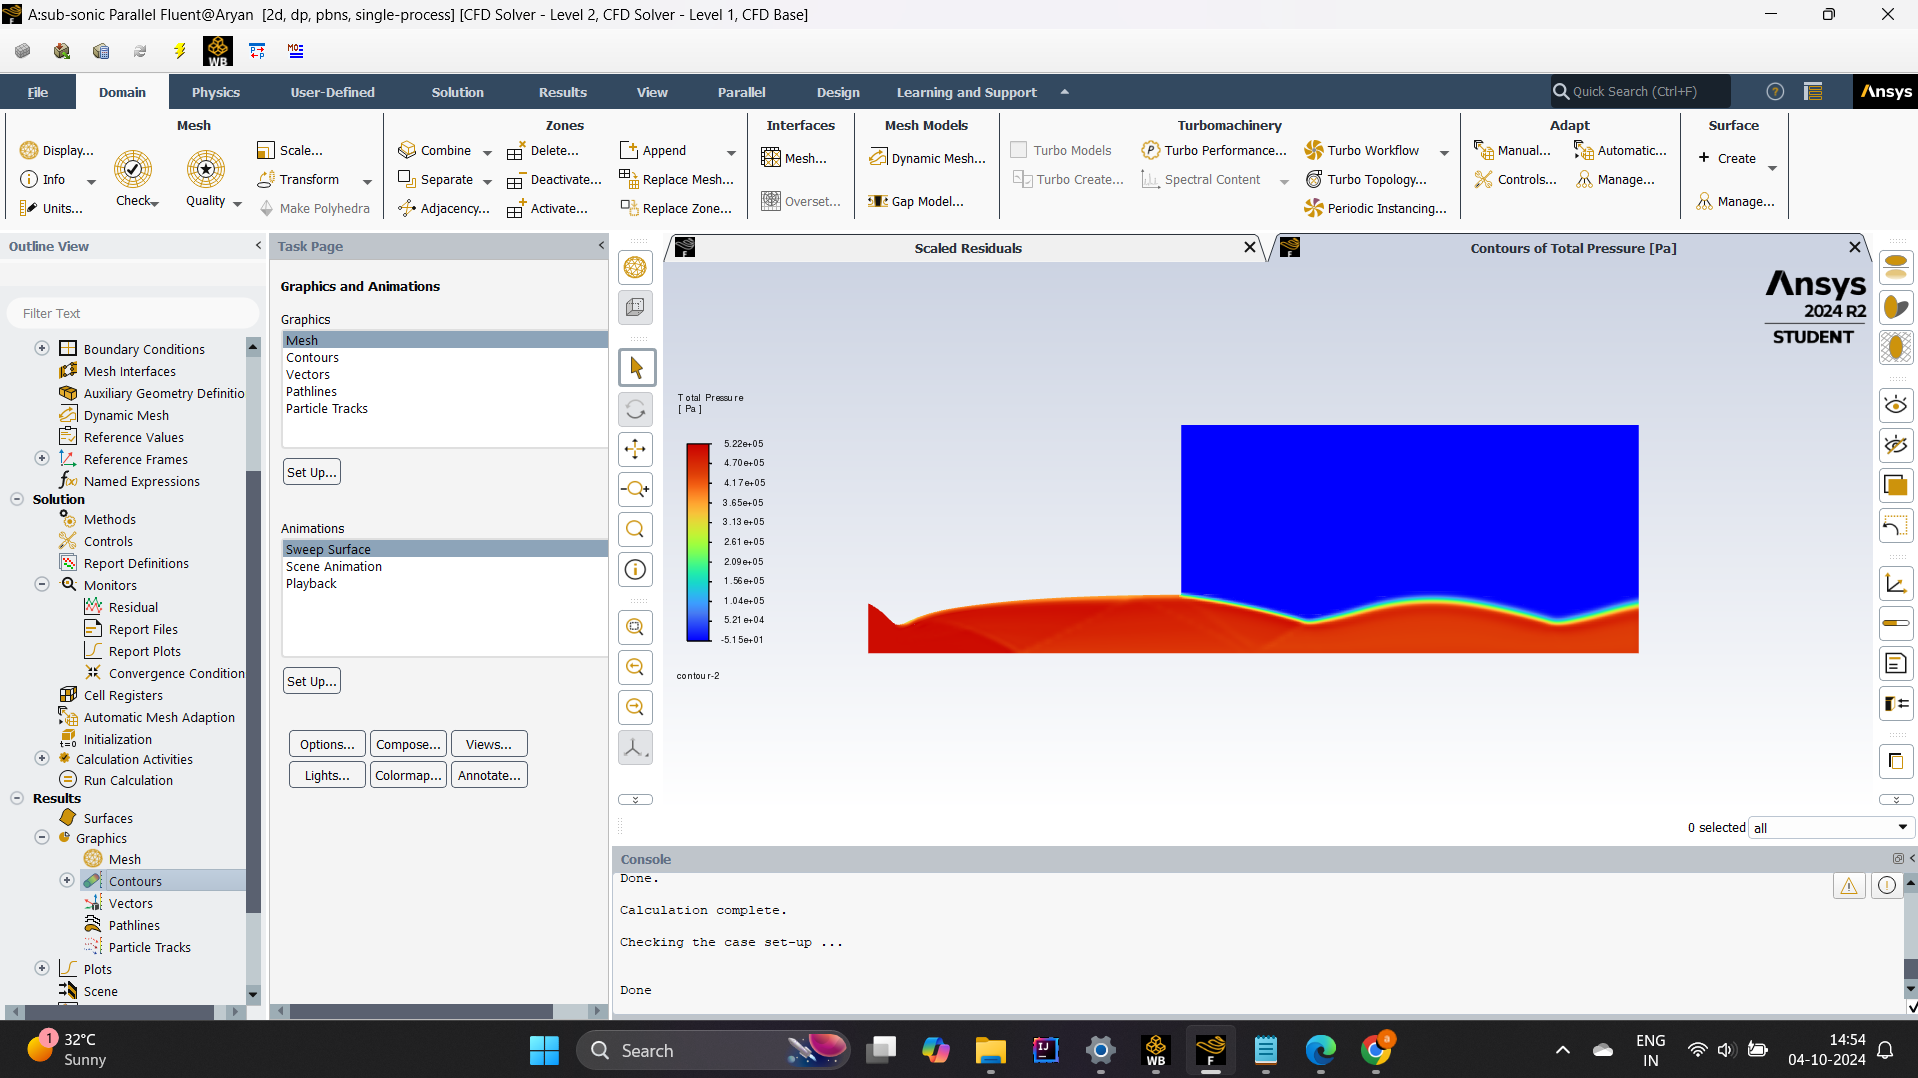 A:sub-sonic Parallel Fluent@Aryan [2d, dp, pbns, single-process] [CFD Solver - Level 2, CFD Solver - Level 1, CFD Base]
WB
File Domain Physics User-Defined Solution Results View Parallel Design Learning and Support
Quick Search (Ctrl+F)
Ansys
Mesh
Display...
Info
Units...
Check
Quality
Scale...
Transform
Make Polyhedra
Zones
Combine
Separate
Adjacency...
Delete...
Deactivate...
Activate...
Append
Replace Mesh...
Replace Zone...
Interfaces
Mesh...
Overset...
Mesh Models
Dynamic Mesh...
Gap Model...
Turbomachinery
Turbo Models
Turbo Create...
Turbo Performance...
Spectral Content
Turbo Workflow
Turbo Topology...
Periodic Instancing...
Adapt
Manual...
Controls...
Automatic...
Manage...
Surface
Create
Manage...
Outline View
Filter Text
Boundary Conditions
Mesh Interfaces
Auxiliary Geometry Definitio
Dynamic Mesh
Reference Values
Reference Frames
Named Expressions
Solution
Methods
Controls
Report Definitions
Monitors
Residual
Report Files
Report Plots
Convergence Condition
Cell Registers
Automatic Mesh Adaption
Initialization
Calculation Activities
Run Calculation
Results
Surfaces
Graphics
Mesh
Contours
Vectors
Pathlines
Particle Tracks
Plots
Scene
Task Page
Graphics and Animations
Graphics
Mesh
Contours
Vectors
Pathlines
Particle Tracks
Set Up...
Animations
Sweep Surface
Scene Animation
Playback
Set Up...
Options... Compose... Views...
Lights... Colormap... Annotate...
Scaled Residuals
Contours of Total Pressure [Pa]
Ansys
2024 R2
STUDENT
Total Pressure
[ Pa ]
5.22e+05
4.70e+05
4.17e+05
3.65e+05
3.13e+05
2.61e+05
2.09e+05
1.56e+05
1.04e+05
5.21e+04
-5.15e+01
contour-2
0 selected all
Console
Done.
Calculation complete.
Checking the case set-up ...
Done
1
32°C
Sunny
Search
WB
ENG
IN
14:54
04-10-2024